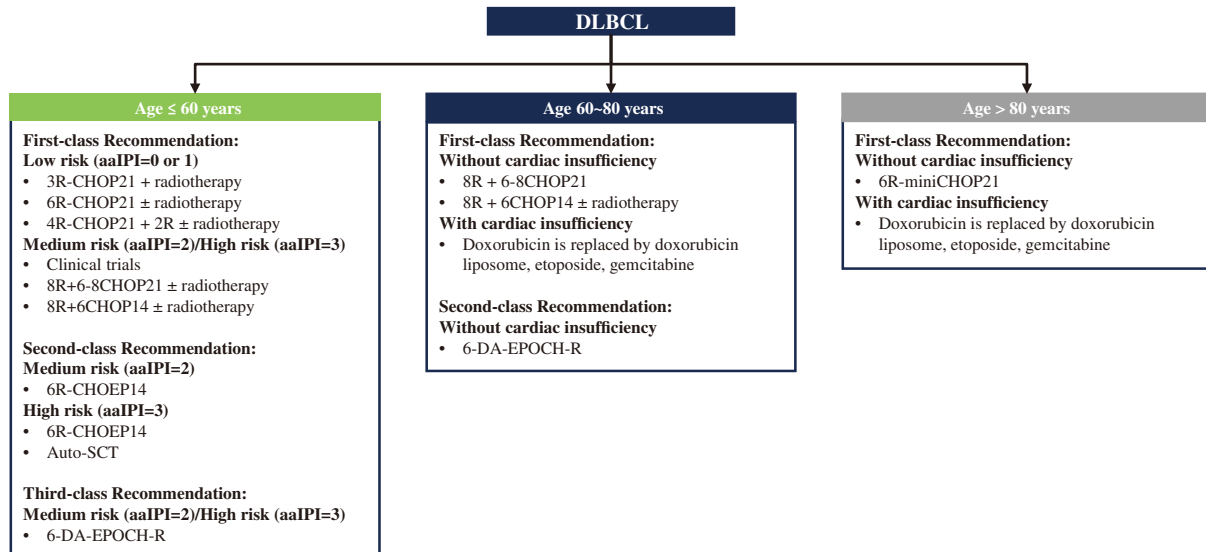 DLBCL
Age ≤ 60 years
First-class Recommendation:
Low risk (aaIPI=0 or 1)
• 3R-CHOP21 + radiotherapy
• 6R-CHOP21 ± radiotherapy
• 4R-CHOP21 + 2R ± radiotherapy
Medium risk (aaIPI=2)/High risk (aaIPI=3)
• Clinical trials
• 8R+6-8CHOP21 ± radiotherapy
• 8R+6CHOP14 ± radiotherapy
Second-class Recommendation:
Medium risk (aaIPI=2)
• 6R-CHOEP14
High risk (aaIPI=3)
• 6R-CHOEP14
• Auto-SCT
Third-class Recommendation:
Medium risk (aaIPI=2)/High risk (aaIPI=3)
• 6-DA-EPOCH-R
Age 60~80 years
First-class Recommendation:
Without cardiac insufficiency
• 8R + 6-8CHOP21
• 8R + 6CHOP14 ± radiotherapy
With cardiac insufficiency
• Doxorubicin is replaced by doxorubicin
liposome, etoposide, gemcitabine
Second-class Recommendation:
Without cardiac insufficiency
• 6-DA-EPOCH-R
Age > 80 years
First-class Recommendation:
Without cardiac insufficiency
• 6R-miniCHOP21
With cardiac insufficiency
• Doxorubicin is replaced by doxorubicin
liposome, etoposide, gemcitabine